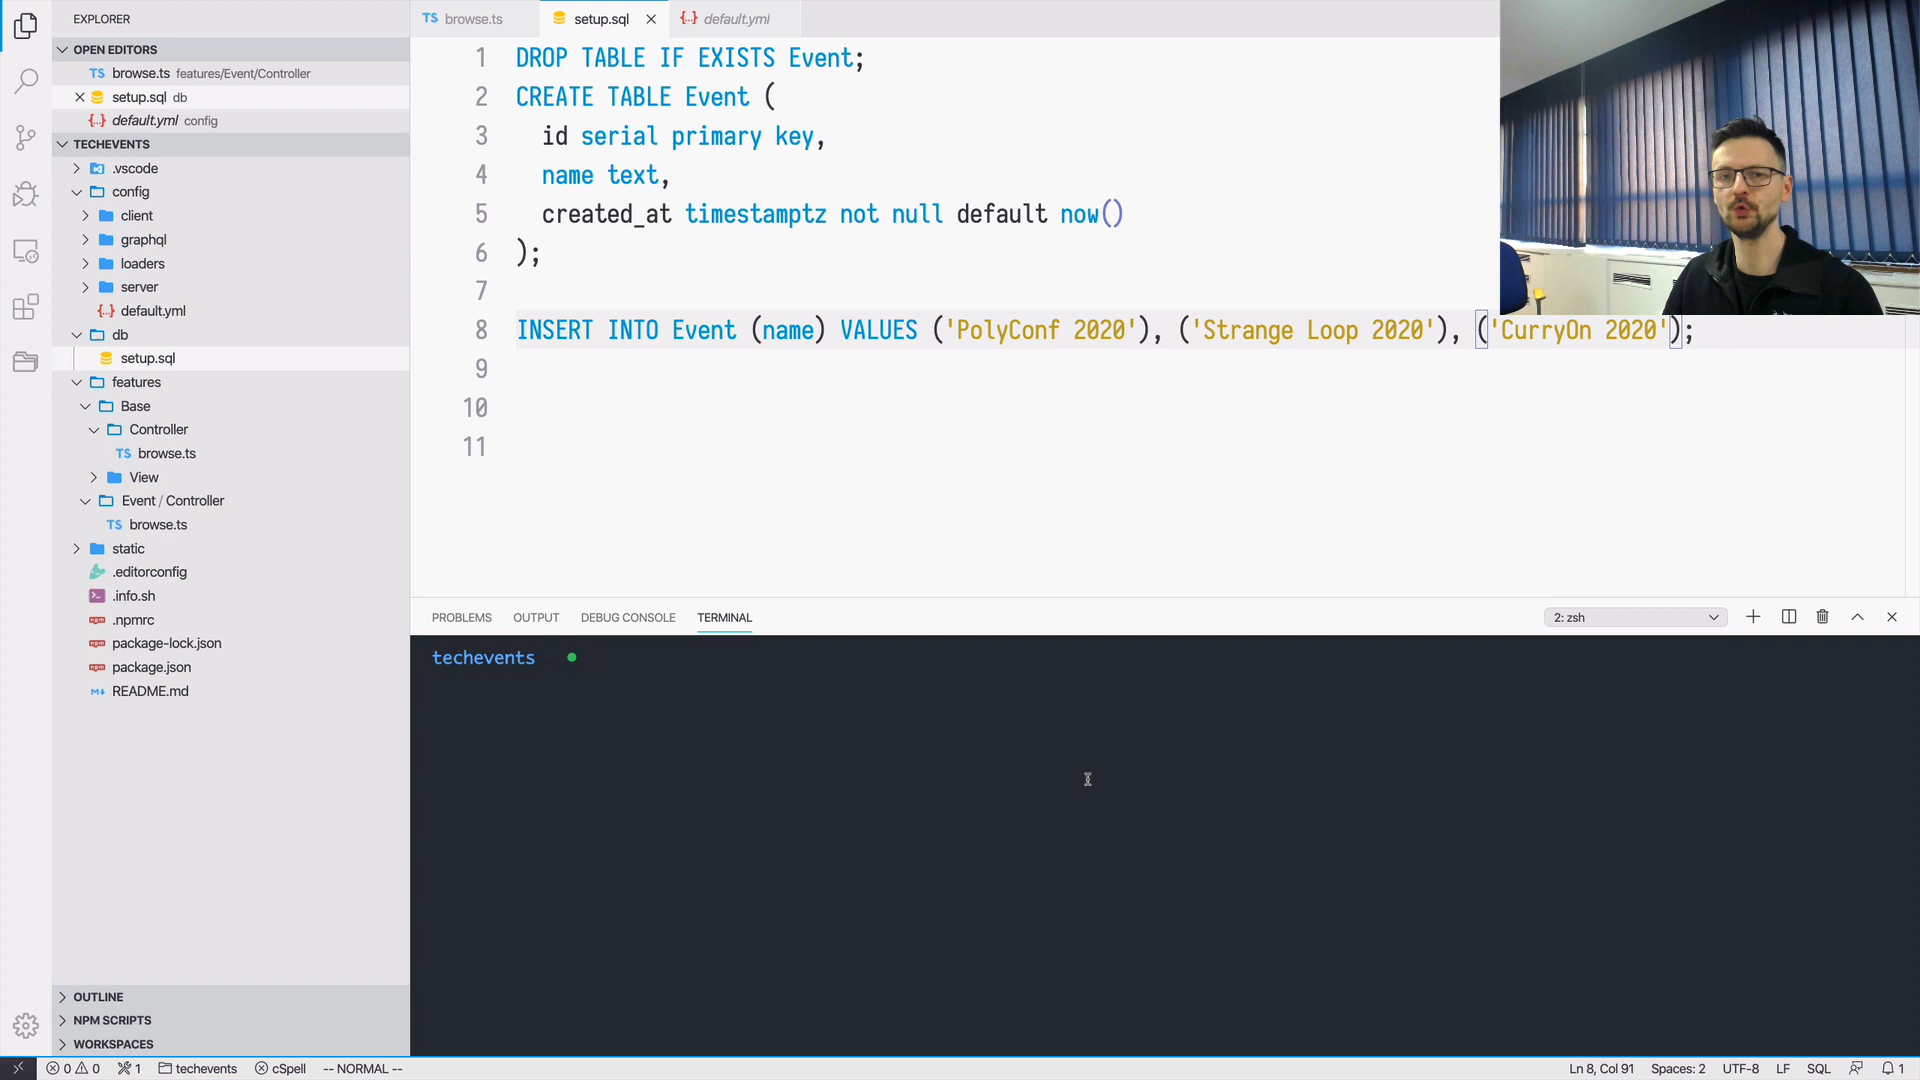 EXPLORER
OPEN EDITORS
TS browse.ts features/Event/Controller
setup.sql db
{..} default.yml config
TECHEVENTS
.vscode
config
client
graphql
loaders
server
{..} default.yml
db
setup.sql
features
Base
Controller
TS browse.ts
View
Event / Controller
TS browse.ts
static
.editorconfig
.info.sh
.npmrc
package-lock.json
package.json
README.md
OUTLINE
NPM SCRIPTS
WORKSPACES
TS browse.ts
setup.sql
{..} default.yml
1 DROP TABLE IF EXISTS Event;
2 CREATE TABLE Event (
3 id serial primary key,
4 name text,
5 created_at timestamptz not null default now()
6 );
7
8 INSERT INTO Event (name) VALUES ('PolyConf 2020'), ('Strange Loop 2020'), ('CurryOn 2020');
9
10
11
PROBLEMS OUTPUT DEBUG CONSOLE TERMINAL 2: zsh
techevents
0 0 1 techevents cSpell -- NORMAL -- Ln 8, Col 91 Spaces: 2 UTF-8 LF SQL 1